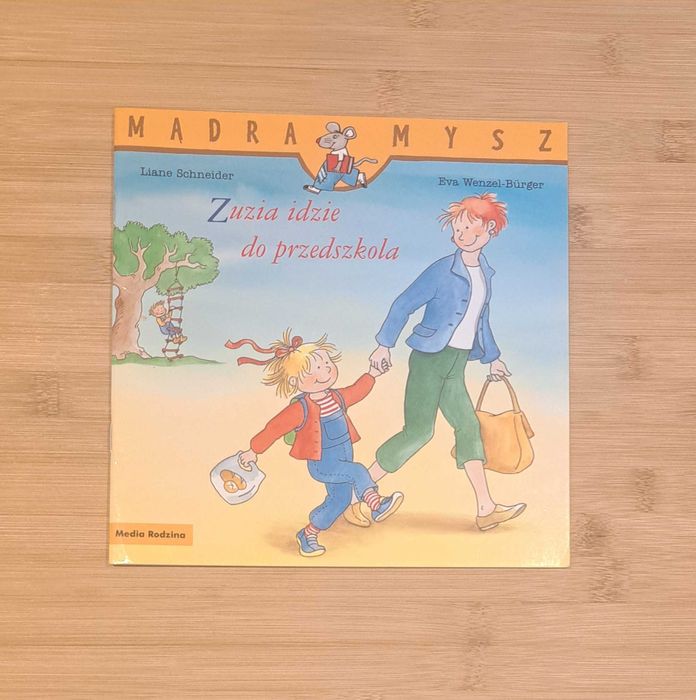 MĄDRA MYSZ
Liane Schneider
Eva Wenzel-Bürger
Zuzia idzie
do przedszkola
Media Rodzina